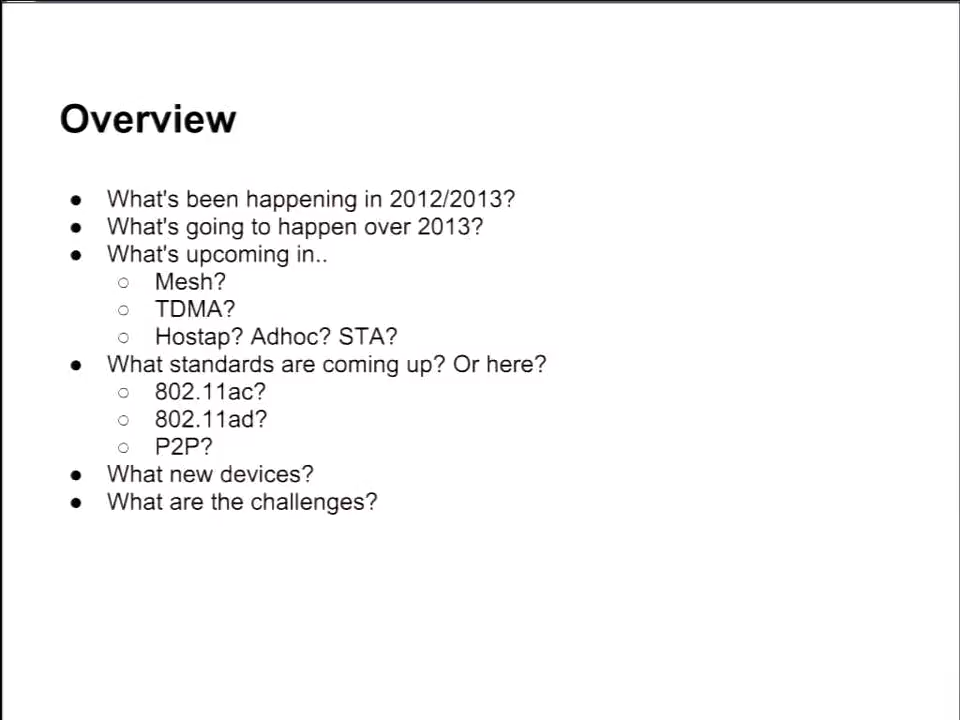 Overview
● What's been happening in 2012/2013?
● What's going to happen over 2013?
● What's upcoming in..
○ Mesh?
○ TDMA?
○ Hostap? Adhoc? STA?
● What standards are coming up? Or here?
○ 802.11ac?
○ 802.11ad?
○ P2P?
● What new devices?
● What are the challenges?